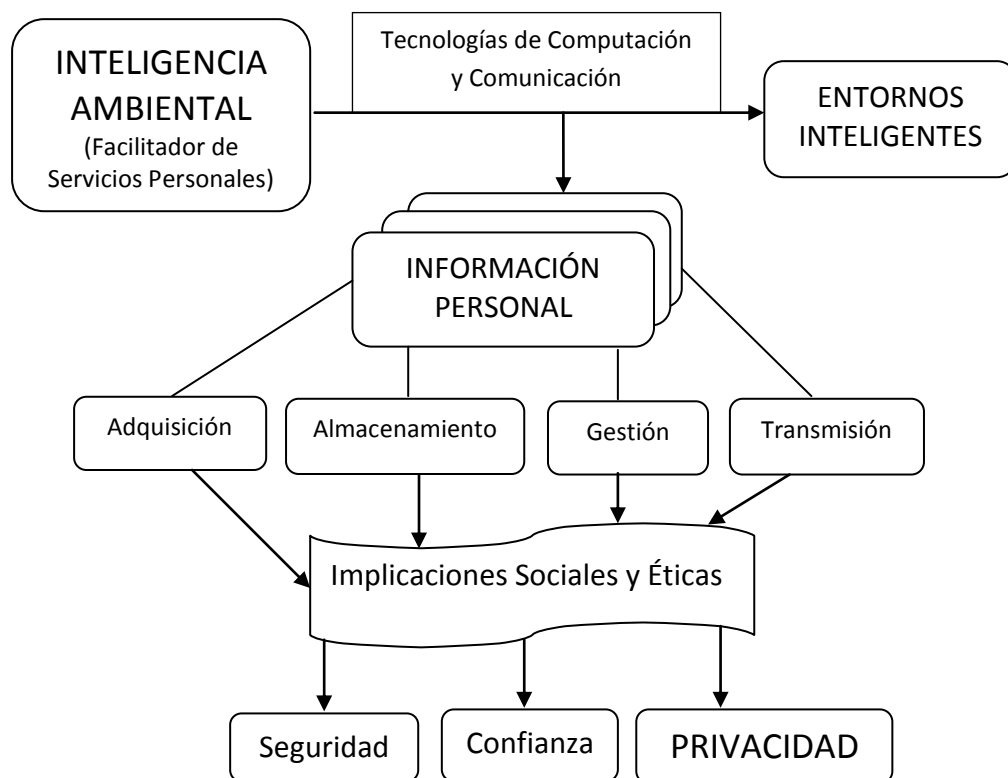 INTELIGENCIA
AMBIENTAL
(Facilitador de
Servicios Personales)
Tecnologías de Computación
y Comunicación
ENTORNOS
INTELIGENTES
INFORMACIÓN
PERSONAL
Adquisición
Almacenamiento
Gestión
Transmisión
Implicaciones Sociales y Éticas
Seguridad
Confianza
PRIVACIDAD